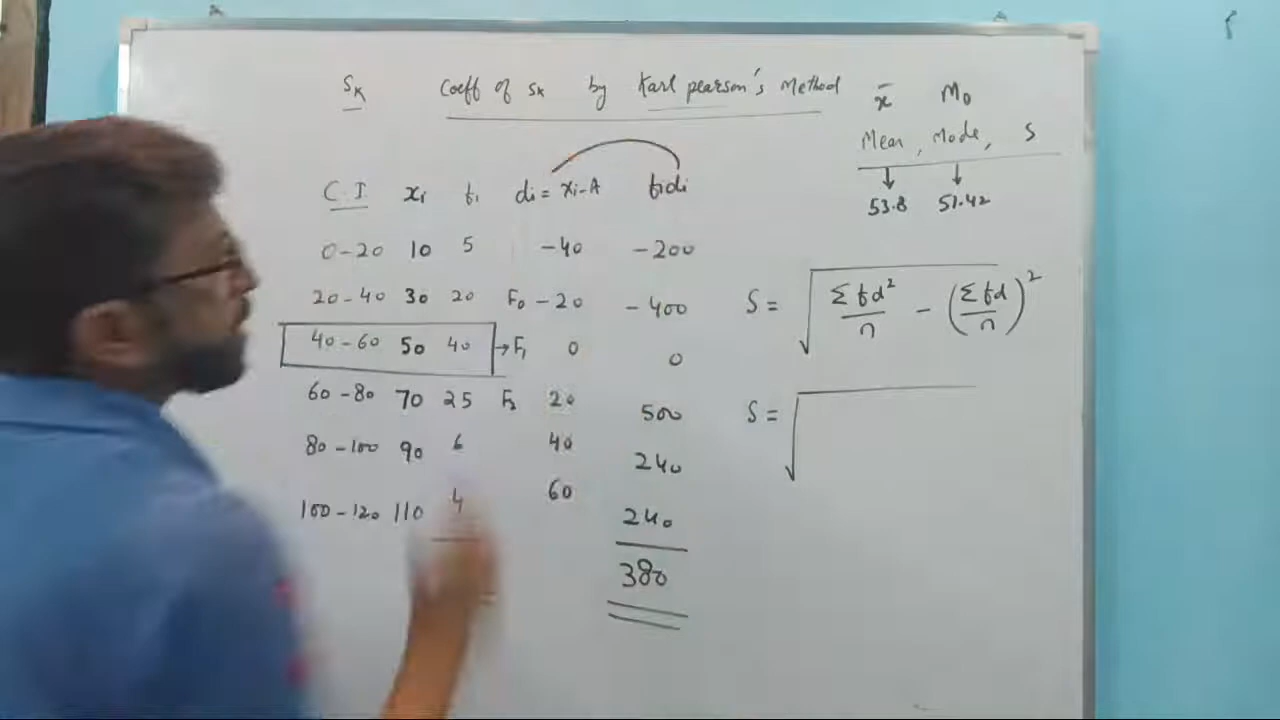 SK Coeff of SK by Karl pearson's Method
x̄ Mo
Mean, Mode, S
↓ ↓
53.8 51.42
C.I. xi fi di = xi-A fidi
0-20 10 5 -40 -200
20-40 30 20 F0 -20 -400
40-60 50 40 →F1 0 0
60-80 70 25 F2 20 500
80-100 90 6 40 240
100-120 110 4 60 240
380
S = √ Σfd²/n - (Σfd/n)²
S = √